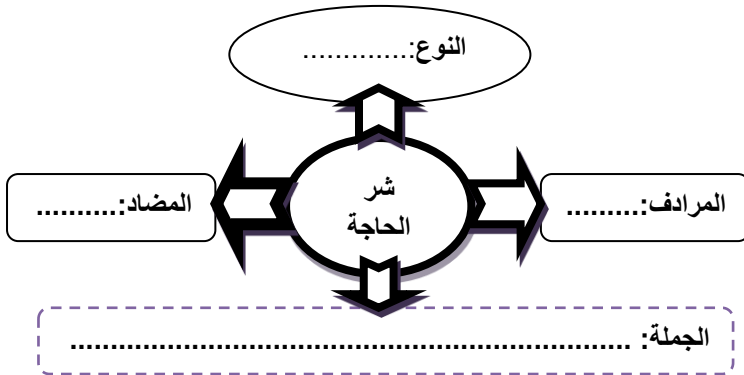 النوع:.............
شر
الحاجة
المرادف:.........
المضاد:..........
الجملة: ......................................................................